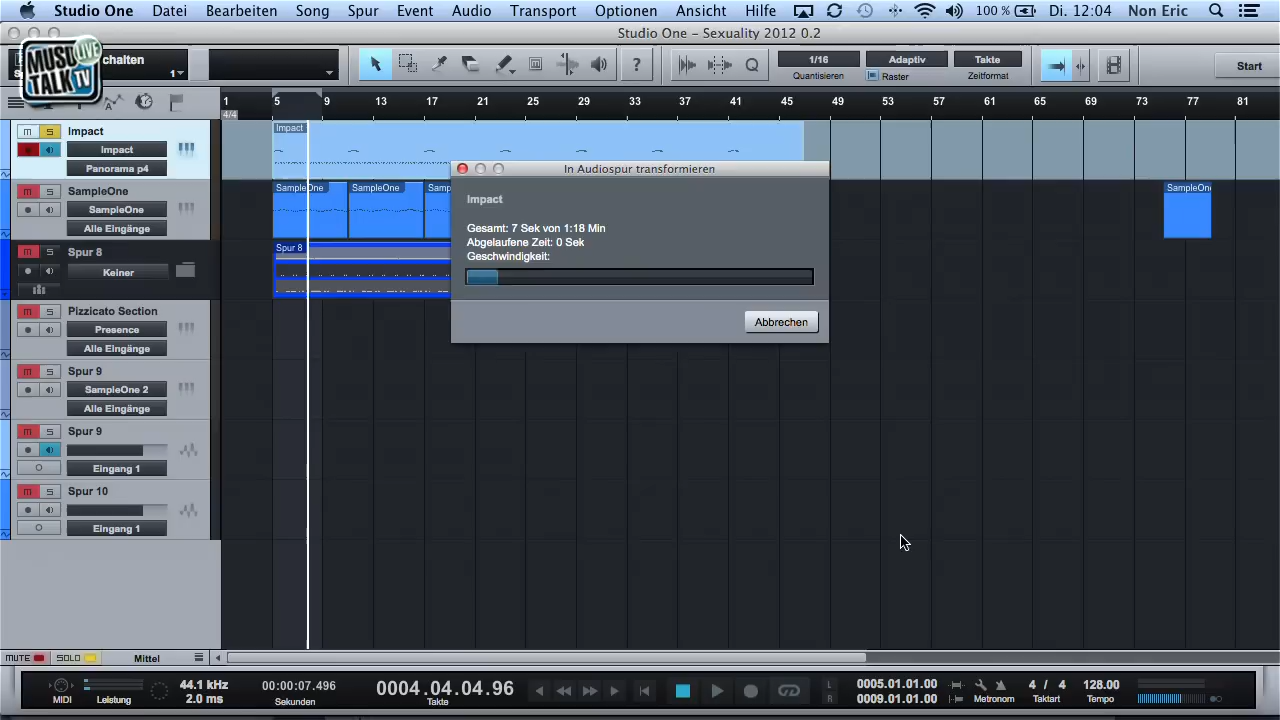 Studio One Datei Bearbeiten Song Spur Event Audio Transport Optionen Ansicht Hilfe 100 % Di. 12:04 Non Eric
Studio One – Sexuality 2012 0.2
MUSO LIVE TALK TV
chalten
1
?
1/16
Quantisieren
Adaptiv
Raster
Takte
Zeitformat
Start
1 5 9 13 17 21 25 29 33 37 41 45 49 53 57 61 65 69 73 77 81
4/4
M S Impact
Impact
Panorama p4
M S SampleOne
SampleOne
Alle Eingänge
M S Spur 8
Keiner
M S Pizzicato Section
Presence
Alle Eingänge
M S Spur 9
SampleOne 2
Alle Eingänge
M S Spur 9
Eingang 1
M S Spur 10
Eingang 1
Impact
SampleOne SampleOne Samp SampleOne
Spur 8
In Audiospur transformieren
Impact
Gesamt: 7 Sek von 1:18 Min
Abgelaufene Zeit: 0 Sek
Geschwindigkeit:
Abbrechen
MUTE SOLO Mittel
MIDI
Leistung
44.1 kHz
2.0 ms
00:00:07.496
Sekunden
0004.04.04.96
Takte
L 0005.01.01.00
R 0009.01.01.00
Metronom
4 / 4
Taktart
128.00
Tempo